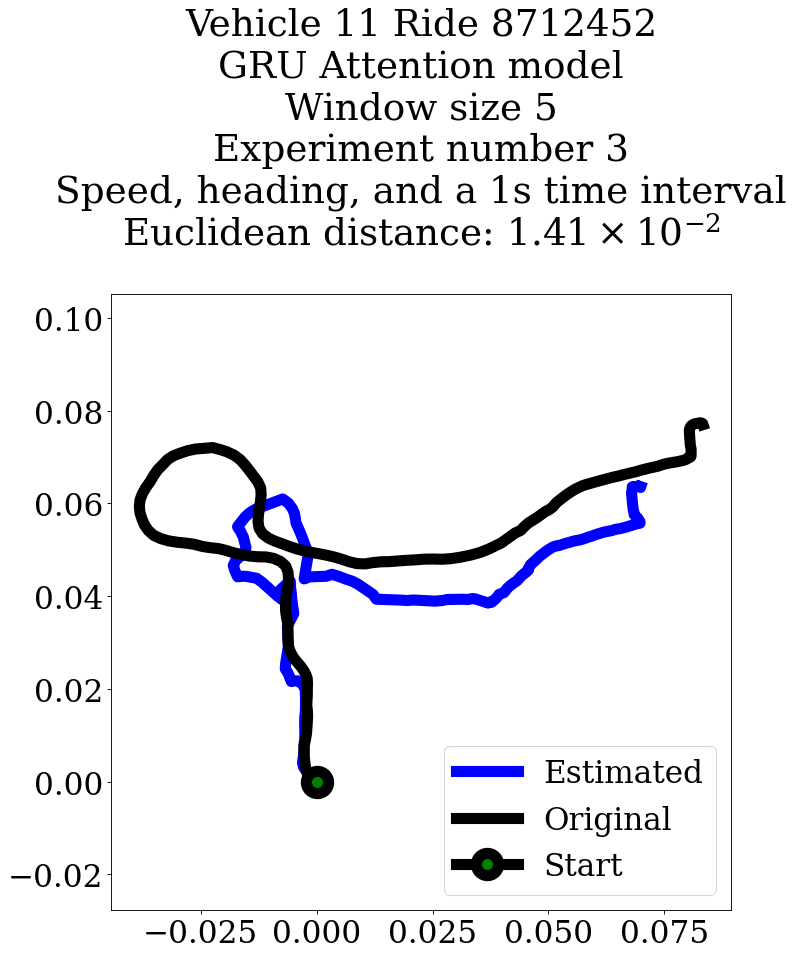 Vehicle 11 Ride 8712452
GRU Attention model
Window size 5
Experiment number 3
Speed, heading, and a 1s time interval
Euclidean distance: 1.41 × 10⁻²
0.10
0.08
0.06
0.04
0.02
0.00
−0.02
Estimated
Original
Start
−0.025 0.000 0.025 0.050 0.075